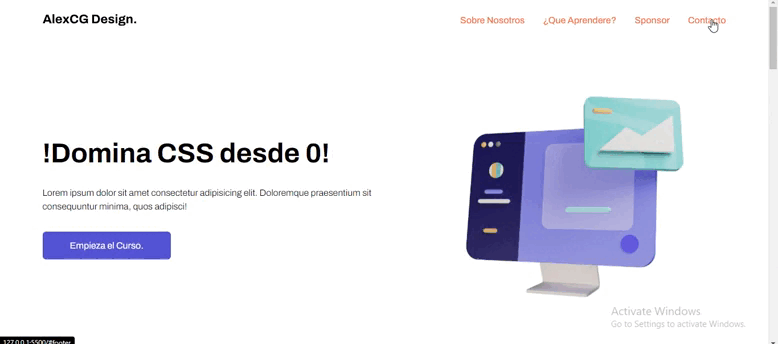 AlexCG Design.
Sobre Nosotros
¿Que Aprendere?
Sponsor
Contacto
!Domina CSS desde 0!
Lorem ipsum dolor sit amet consectetur adipisicing elit. Doloremque praesentium sit
consequuntur minima, quos adipisci!
Empieza el Curso.
Activate Windows
Go to Settings to activate Windows.
127.0.0.1:5500/#footer